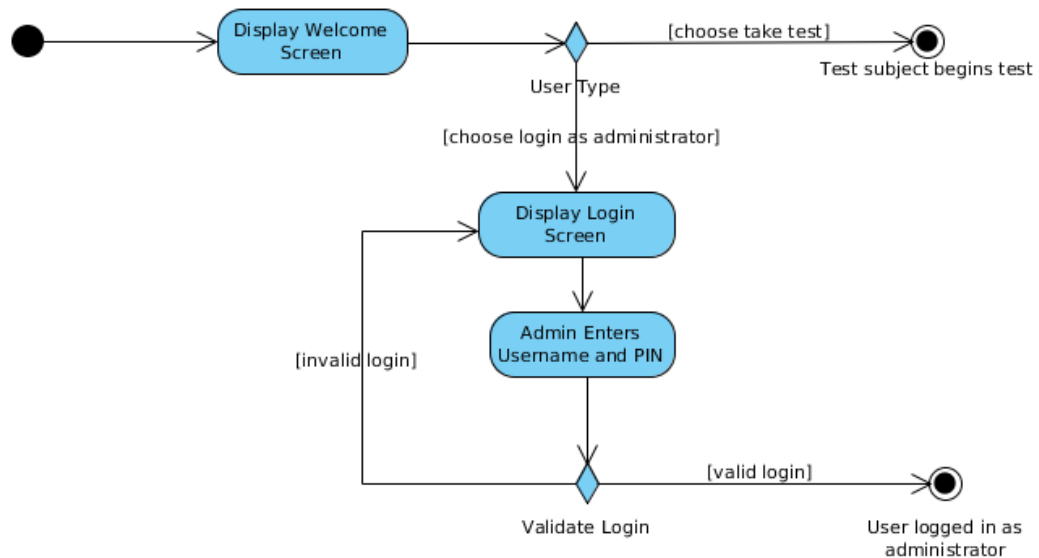 Display Welcome
Screen
[choose take test]
Test subject begins test
User Type
[choose login as administrator]
Display Login
Screen
Admin Enters
Username and PIN
[invalid login]
[valid login]
Validate Login
User logged in as
administrator